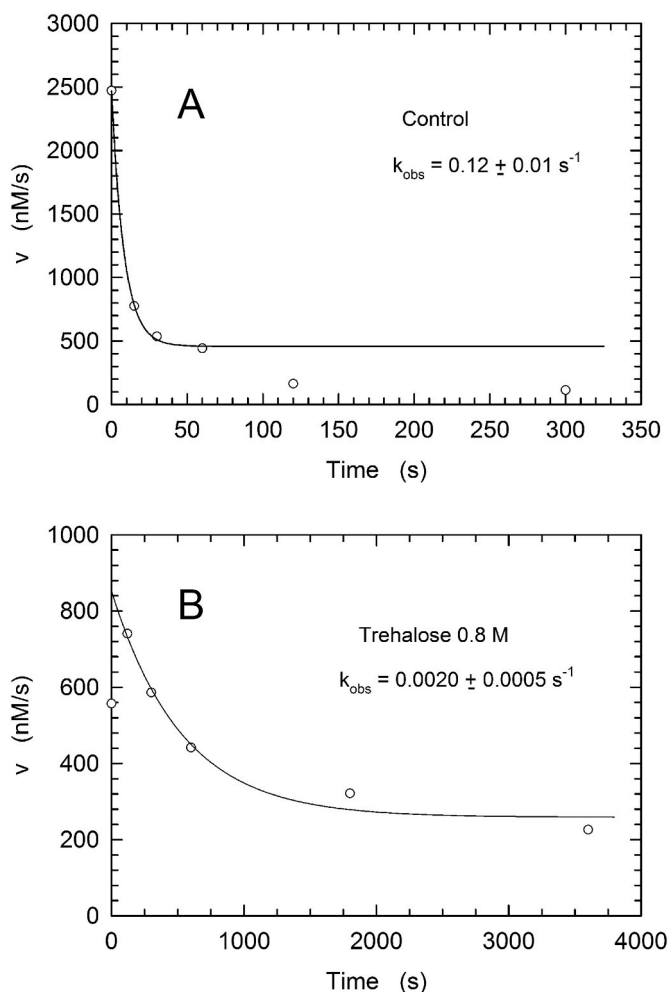 3000
2500
2000
1500
1000
500
0
v (nM/s)
A
Control
k_obs = 0.12 ± 0.01 s⁻¹
0 50 100 150 200 250 300 350
Time (s)
1000
800
600
400
200
0
v (nM/s)
B
Trehalose 0.8 M
k_obs = 0.0020 ± 0.0005 s⁻¹
0 1000 2000 3000 4000
Time (s)